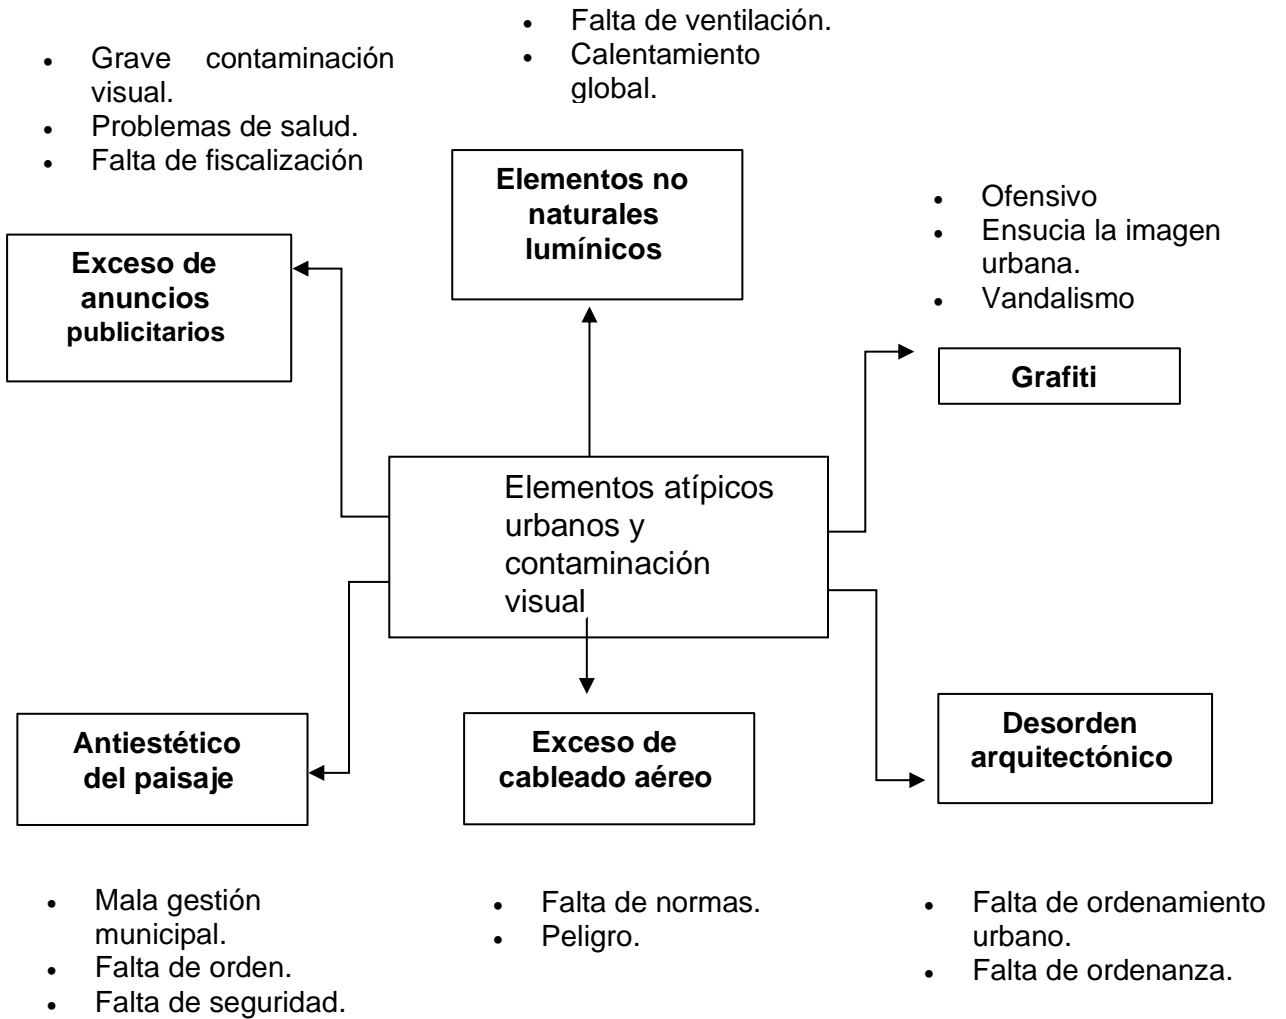 • Falta de ventilación.
• Calentamiento
global.
• Grave contaminación
visual.
• Problemas de salud.
• Falta de fiscalización
Elementos no
naturales
lumínicos
• Ofensivo
• Ensucia la imagen
urbana.
• Vandalismo
Exceso de
anuncios
publicitarios
Grafiti
Elementos atípicos
urbanos y
contaminación
visual
Antiestético
del paisaje
Exceso de
cableado aéreo
Desorden
arquitectónico
• Mala gestión
municipal.
• Falta de orden.
• Falta de seguridad.
• Falta de normas.
• Peligro.
• Falta de ordenamiento
urbano.
• Falta de ordenanza.